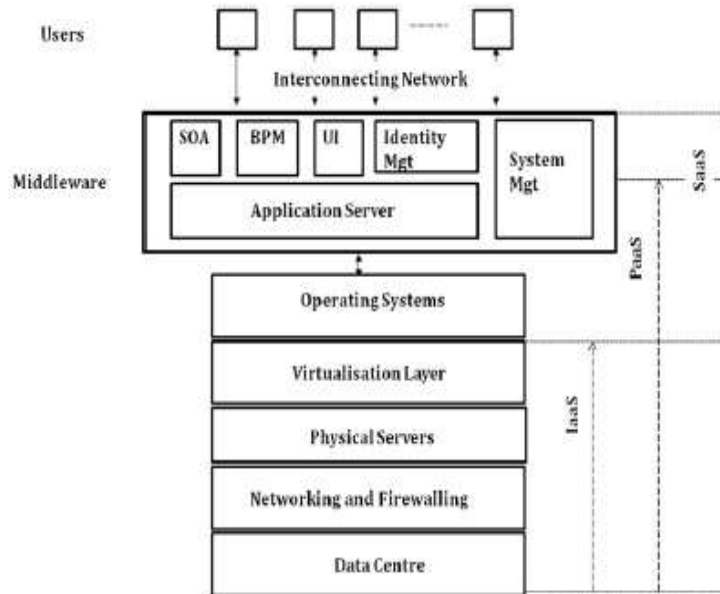 Users
Interconnecting Network
SOA
BPM
UI
Identity
Mgt
System
Mgt
Middleware
Application Server
SaaS
PaaS
Operating Systems
Virtualisation Layer
IaaS
Physical Servers
Networking and Firewalling
Data Centre